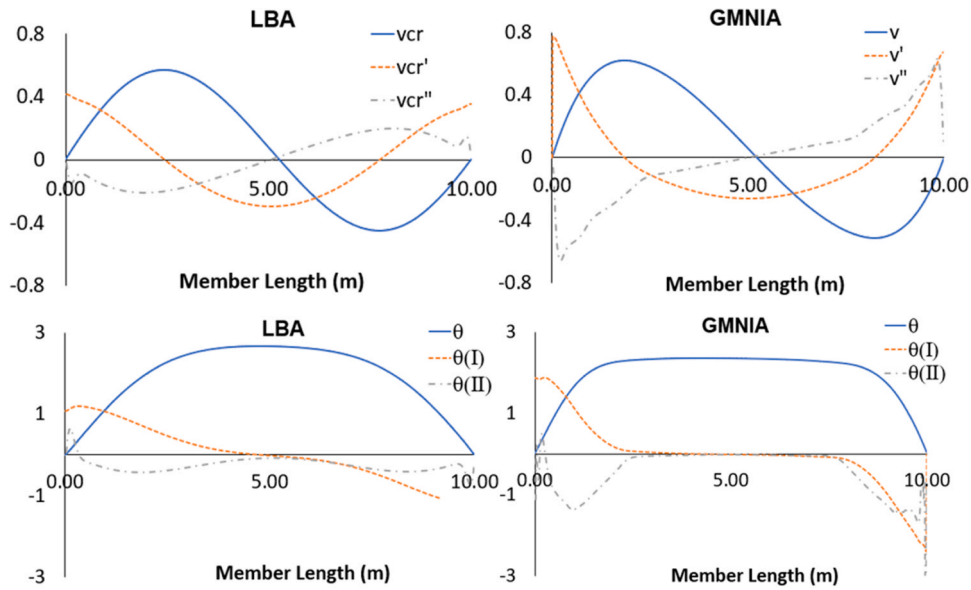 LBA
vcr
vcr'
vcr"
0.8
0.4
0
-0.4
-0.8
0.00
5.00
10.00
Member Length (m)
GMNIA
v
v'
v"
0.8
0.4
0
-0.4
-0.8
0.00
5.00
10.00
Member Length (m)
LBA
θ
θ(I)
θ(II)
3
1
-1
-3
0.00
5.00
10.00
Member Length (m)
GMNIA
θ
θ(I)
θ(II)
3
1
-1
-3
0.00
5.00
10.00
Member Length (m)